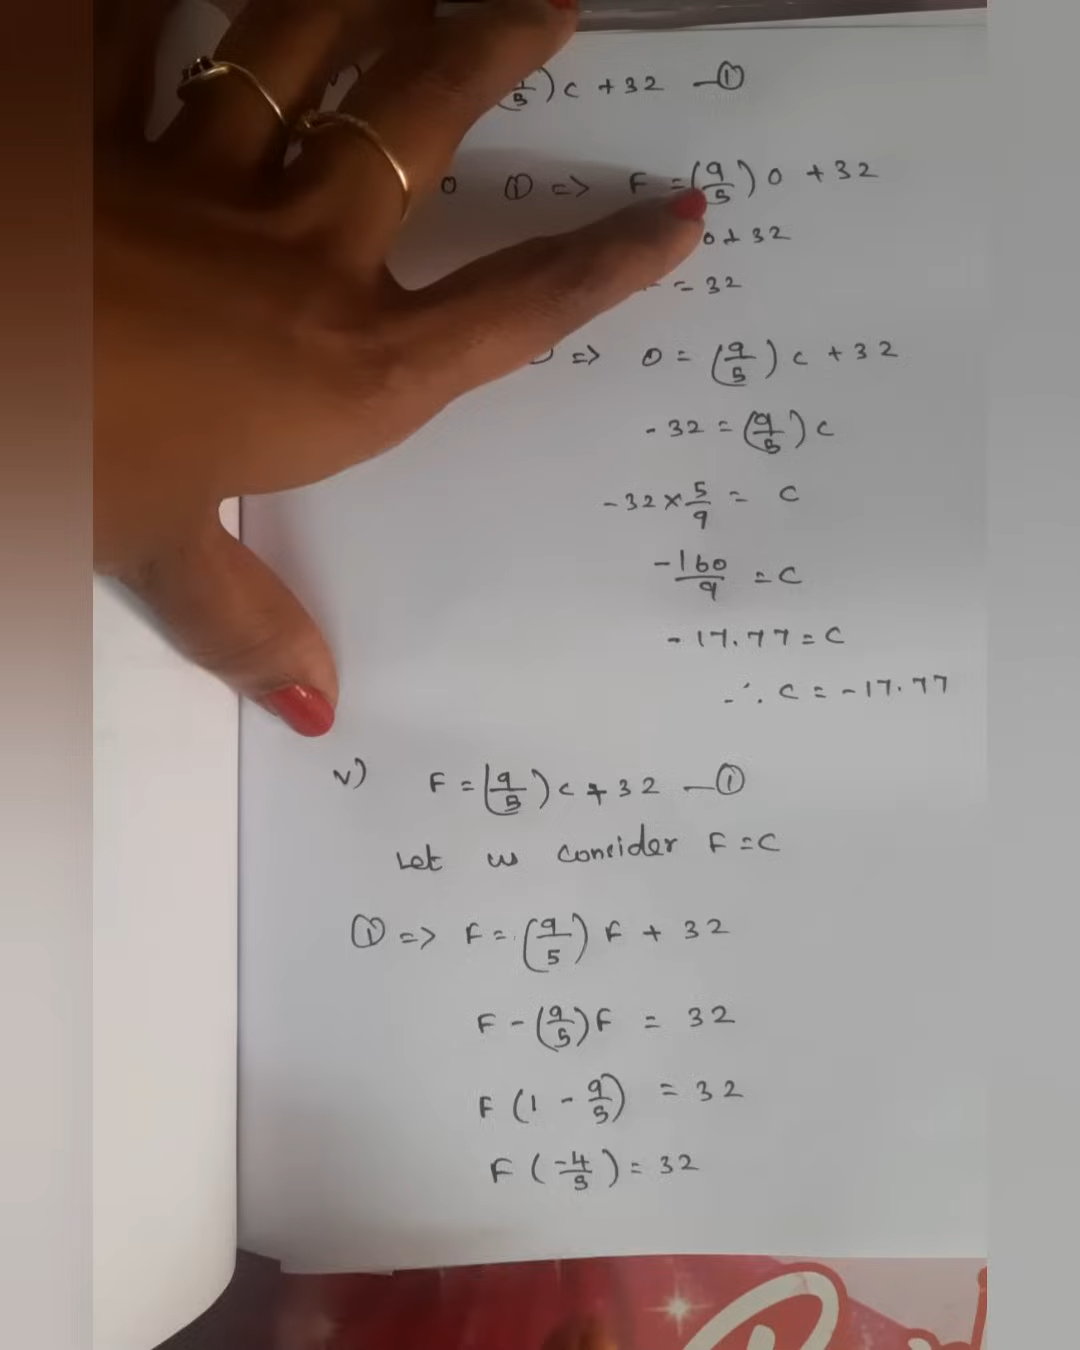 )C + 32 —①
0 ① => F = (9/5) 0 + 32
0 + 32
= 32
=> 0 = (9/5) C + 32
- 32 = (9/5) C
- 32 × 5/9 = C
-160/9 = C
- 17.77 = C
∴ C = -17.77
v) F = (9/5) C + 32 —①
Let us consider F = C
① => F = (9/5) F + 32
F - (9/5) F = 32
F (1 - 9/5) = 32
F (-4/5) = 32